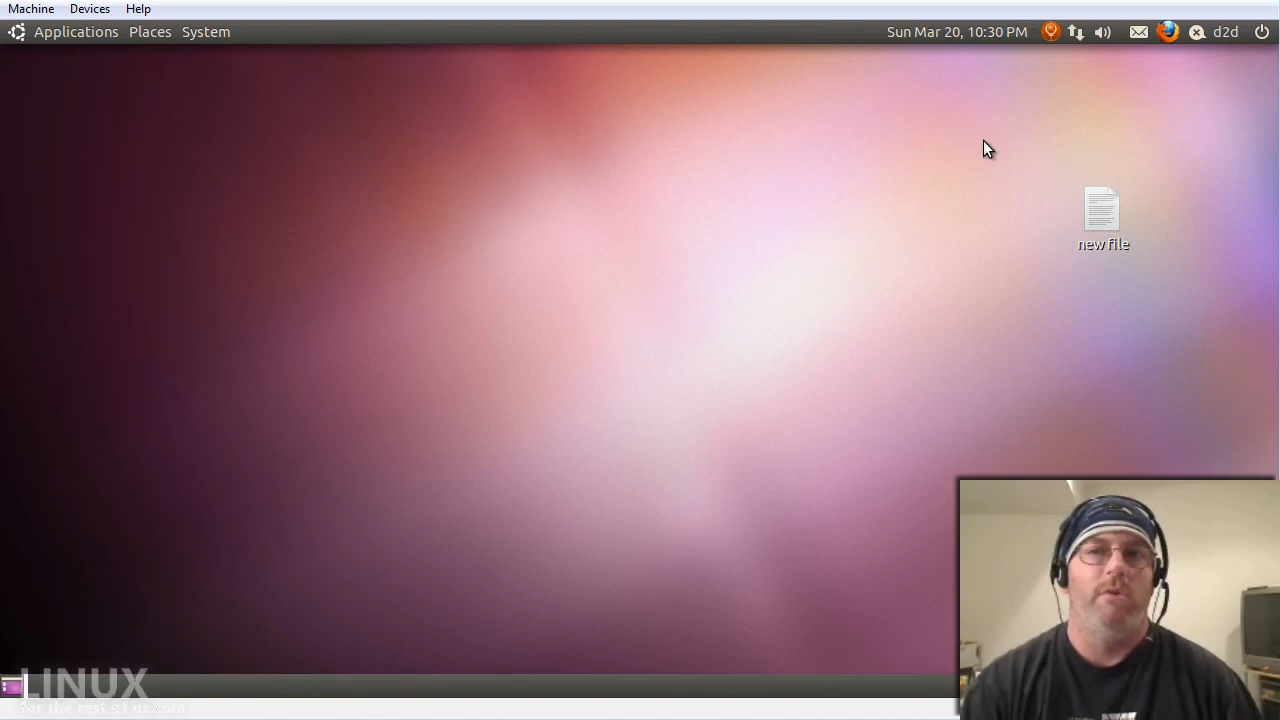 Machine Devices Help
Applications Places System Sun Mar 20, 10:30 PM d2d
new file
LINUX
for the rest of us.com